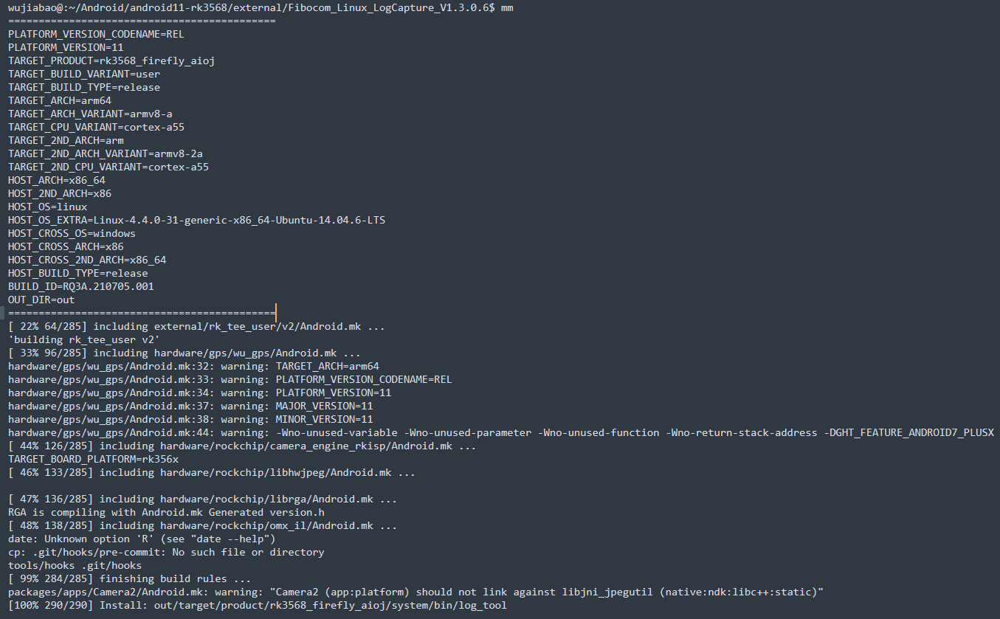 wujiabao@:~/Android/android11-rk3568/external/Fibocom_Linux_LogCapture_V1.3.0.6$ mm
============================================
PLATFORM_VERSION_CODENAME=REL
PLATFORM_VERSION=11
TARGET_PRODUCT=rk3568_firefly_aioj
TARGET_BUILD_VARIANT=user
TARGET_BUILD_TYPE=release
TARGET_ARCH=arm64
TARGET_ARCH_VARIANT=armv8-a
TARGET_CPU_VARIANT=cortex-a55
TARGET_2ND_ARCH=arm
TARGET_2ND_ARCH_VARIANT=armv8-2a
TARGET_2ND_CPU_VARIANT=cortex-a55
HOST_ARCH=x86_64
HOST_2ND_ARCH=x86
HOST_OS=linux
HOST_OS_EXTRA=Linux-4.4.0-31-generic-x86_64-Ubuntu-14.04.6-LTS
HOST_CROSS_OS=windows
HOST_CROSS_ARCH=x86
HOST_CROSS_2ND_ARCH=x86_64
HOST_BUILD_TYPE=release
BUILD_ID=RQ3A.210705.001
OUT_DIR=out
============================================
[ 22% 64/285] including external/rk_tee_user/v2/Android.mk ...
'building rk_tee_user v2'
[ 33% 96/285] including hardware/gps/wu_gps/Android.mk ...
hardware/gps/wu_gps/Android.mk:32: warning: TARGET_ARCH=arm64
hardware/gps/wu_gps/Android.mk:33: warning: PLATFORM_VERSION_CODENAME=REL
hardware/gps/wu_gps/Android.mk:34: warning: PLATFORM_VERSION=11
hardware/gps/wu_gps/Android.mk:37: warning: MAJOR_VERSION=11
hardware/gps/wu_gps/Android.mk:38: warning: MINOR_VERSION=11
hardware/gps/wu_gps/Android.mk:44: warning: -Wno-unused-variable -Wno-unused-parameter -Wno-unused-function -Wno-return-stack-address -DGHT_FEATURE_ANDROID7_PLUSX
[ 44% 126/285] including hardware/rockchip/camera_engine_rkisp/Android.mk ...
TARGET_BOARD_PLATFORM=rk356x
[ 46% 133/285] including hardware/rockchip/libhwjpeg/Android.mk ...
[ 47% 136/285] including hardware/rockchip/librga/Android.mk ...
RGA is compiling with Android.mk Generated version.h
[ 48% 138/285] including hardware/rockchip/omx_il/Android.mk ...
date: Unknown option 'R' (see "date --help")
cp: .git/hooks/pre-commit: No such file or directory
tools/hooks .git/hooks
[ 99% 284/285] finishing build rules ...
packages/apps/Camera2/Android.mk: warning: "Camera2 (app:platform) should not link against libjni_jpegutil (native:ndk:libc++:static)"
[100% 290/290] Install: out/target/product/rk3568_firefly_aioj/system/bin/log_tool